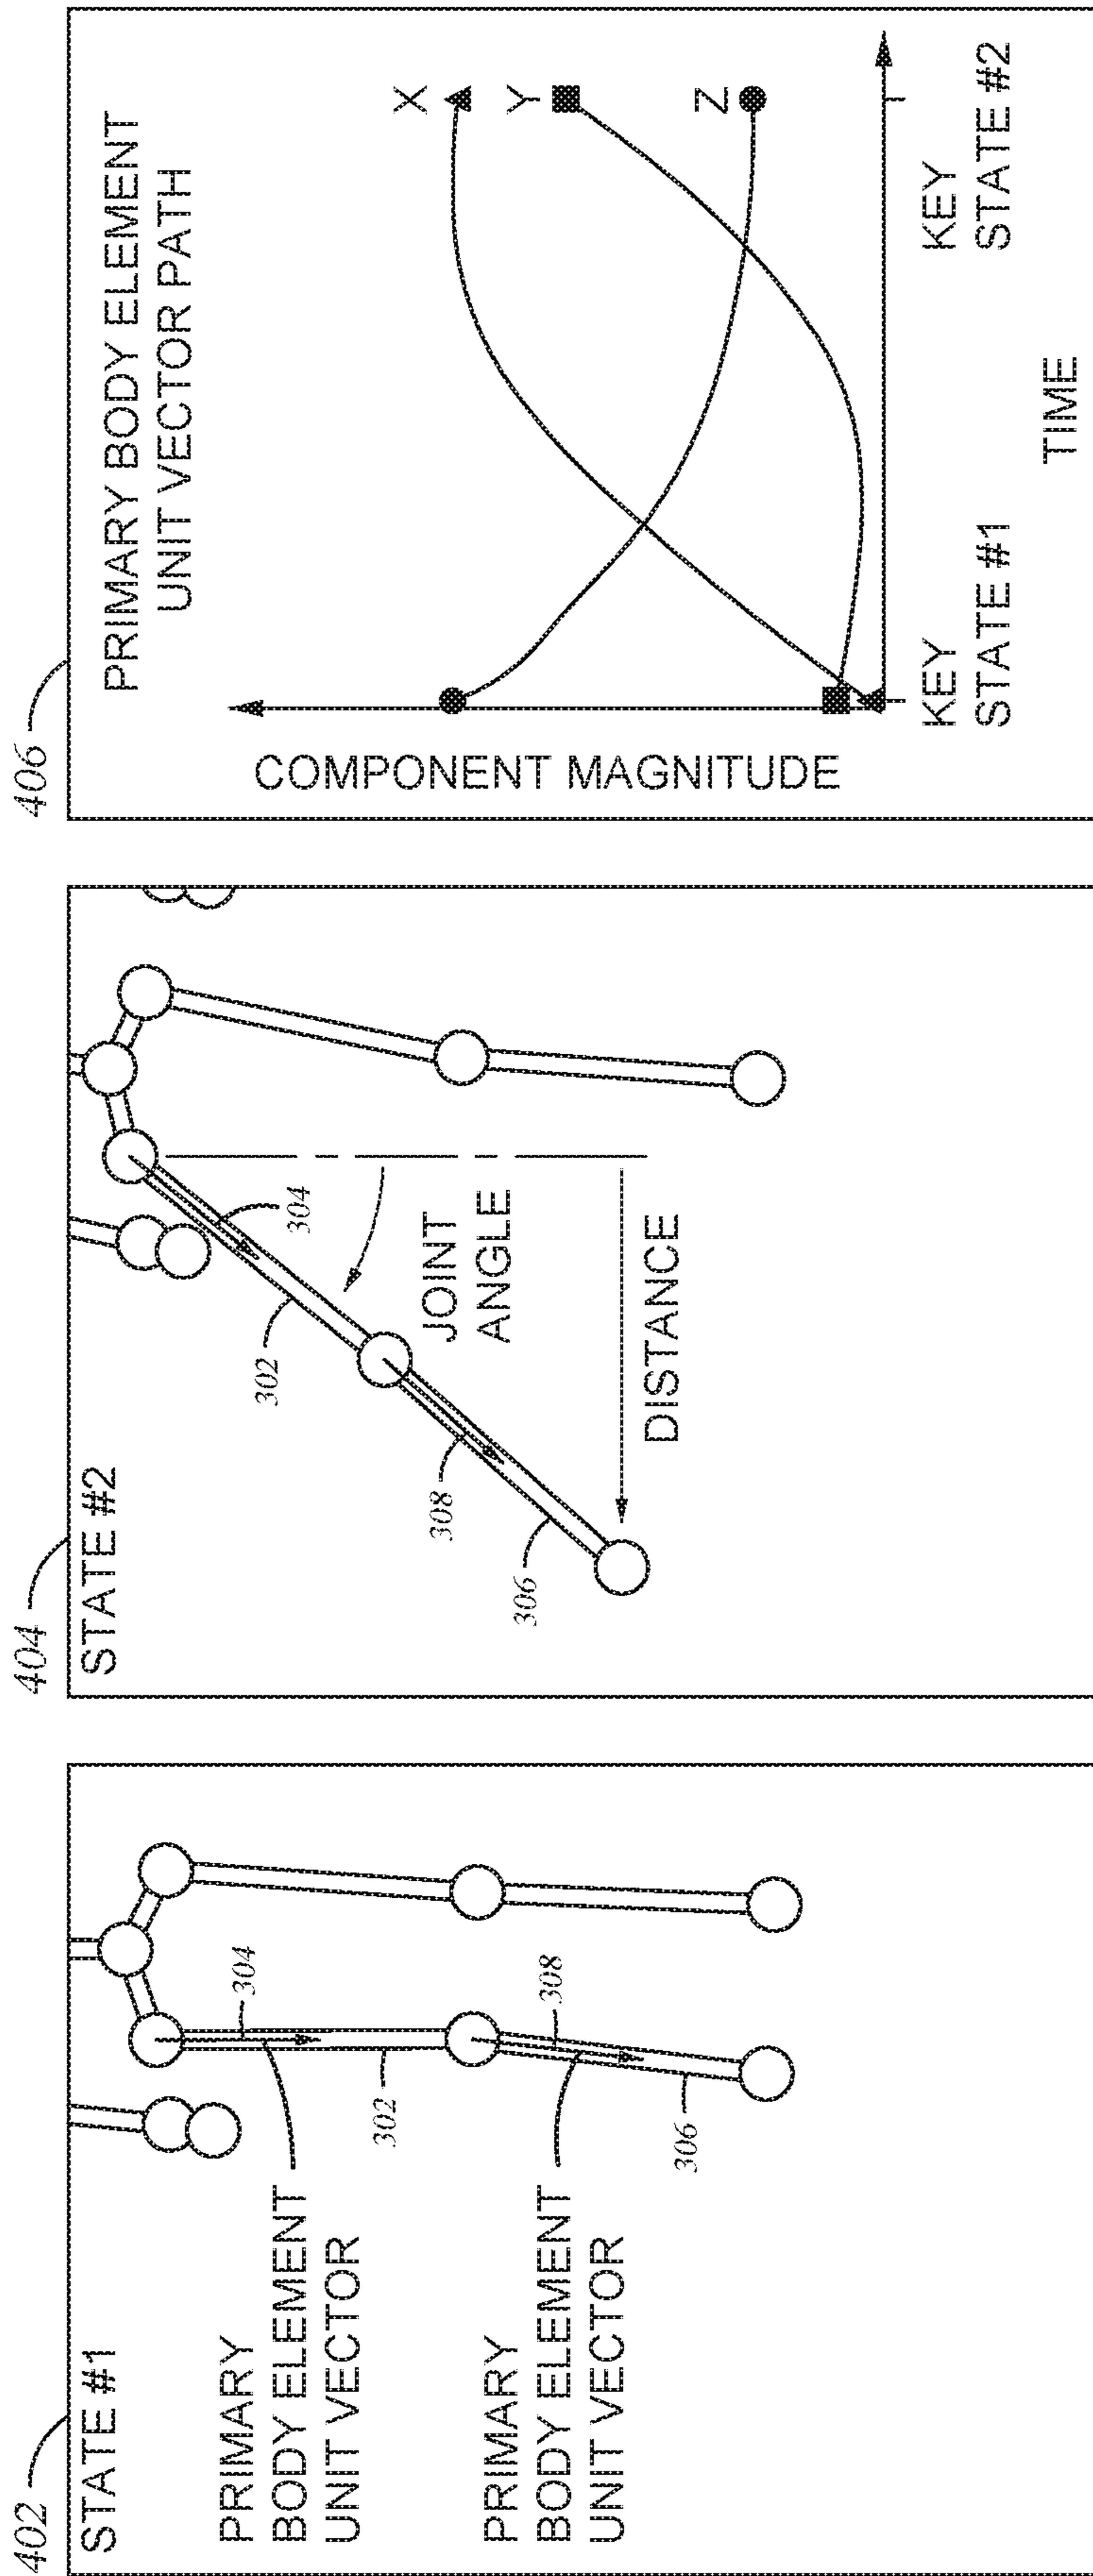 402
STATE #1
PRIMARY
BODY ELEMENT
UNIT VECTOR
304
302
PRIMARY
BODY ELEMENT
UNIT VECTOR
308
306
404
STATE #2
304
302
JOINT
ANGLE
308
306
DISTANCE
406
PRIMARY BODY ELEMENT
UNIT VECTOR PATH
COMPONENT MAGNITUDE
X
Y
Z
KEY
STATE #1
KEY
STATE #2
TIME